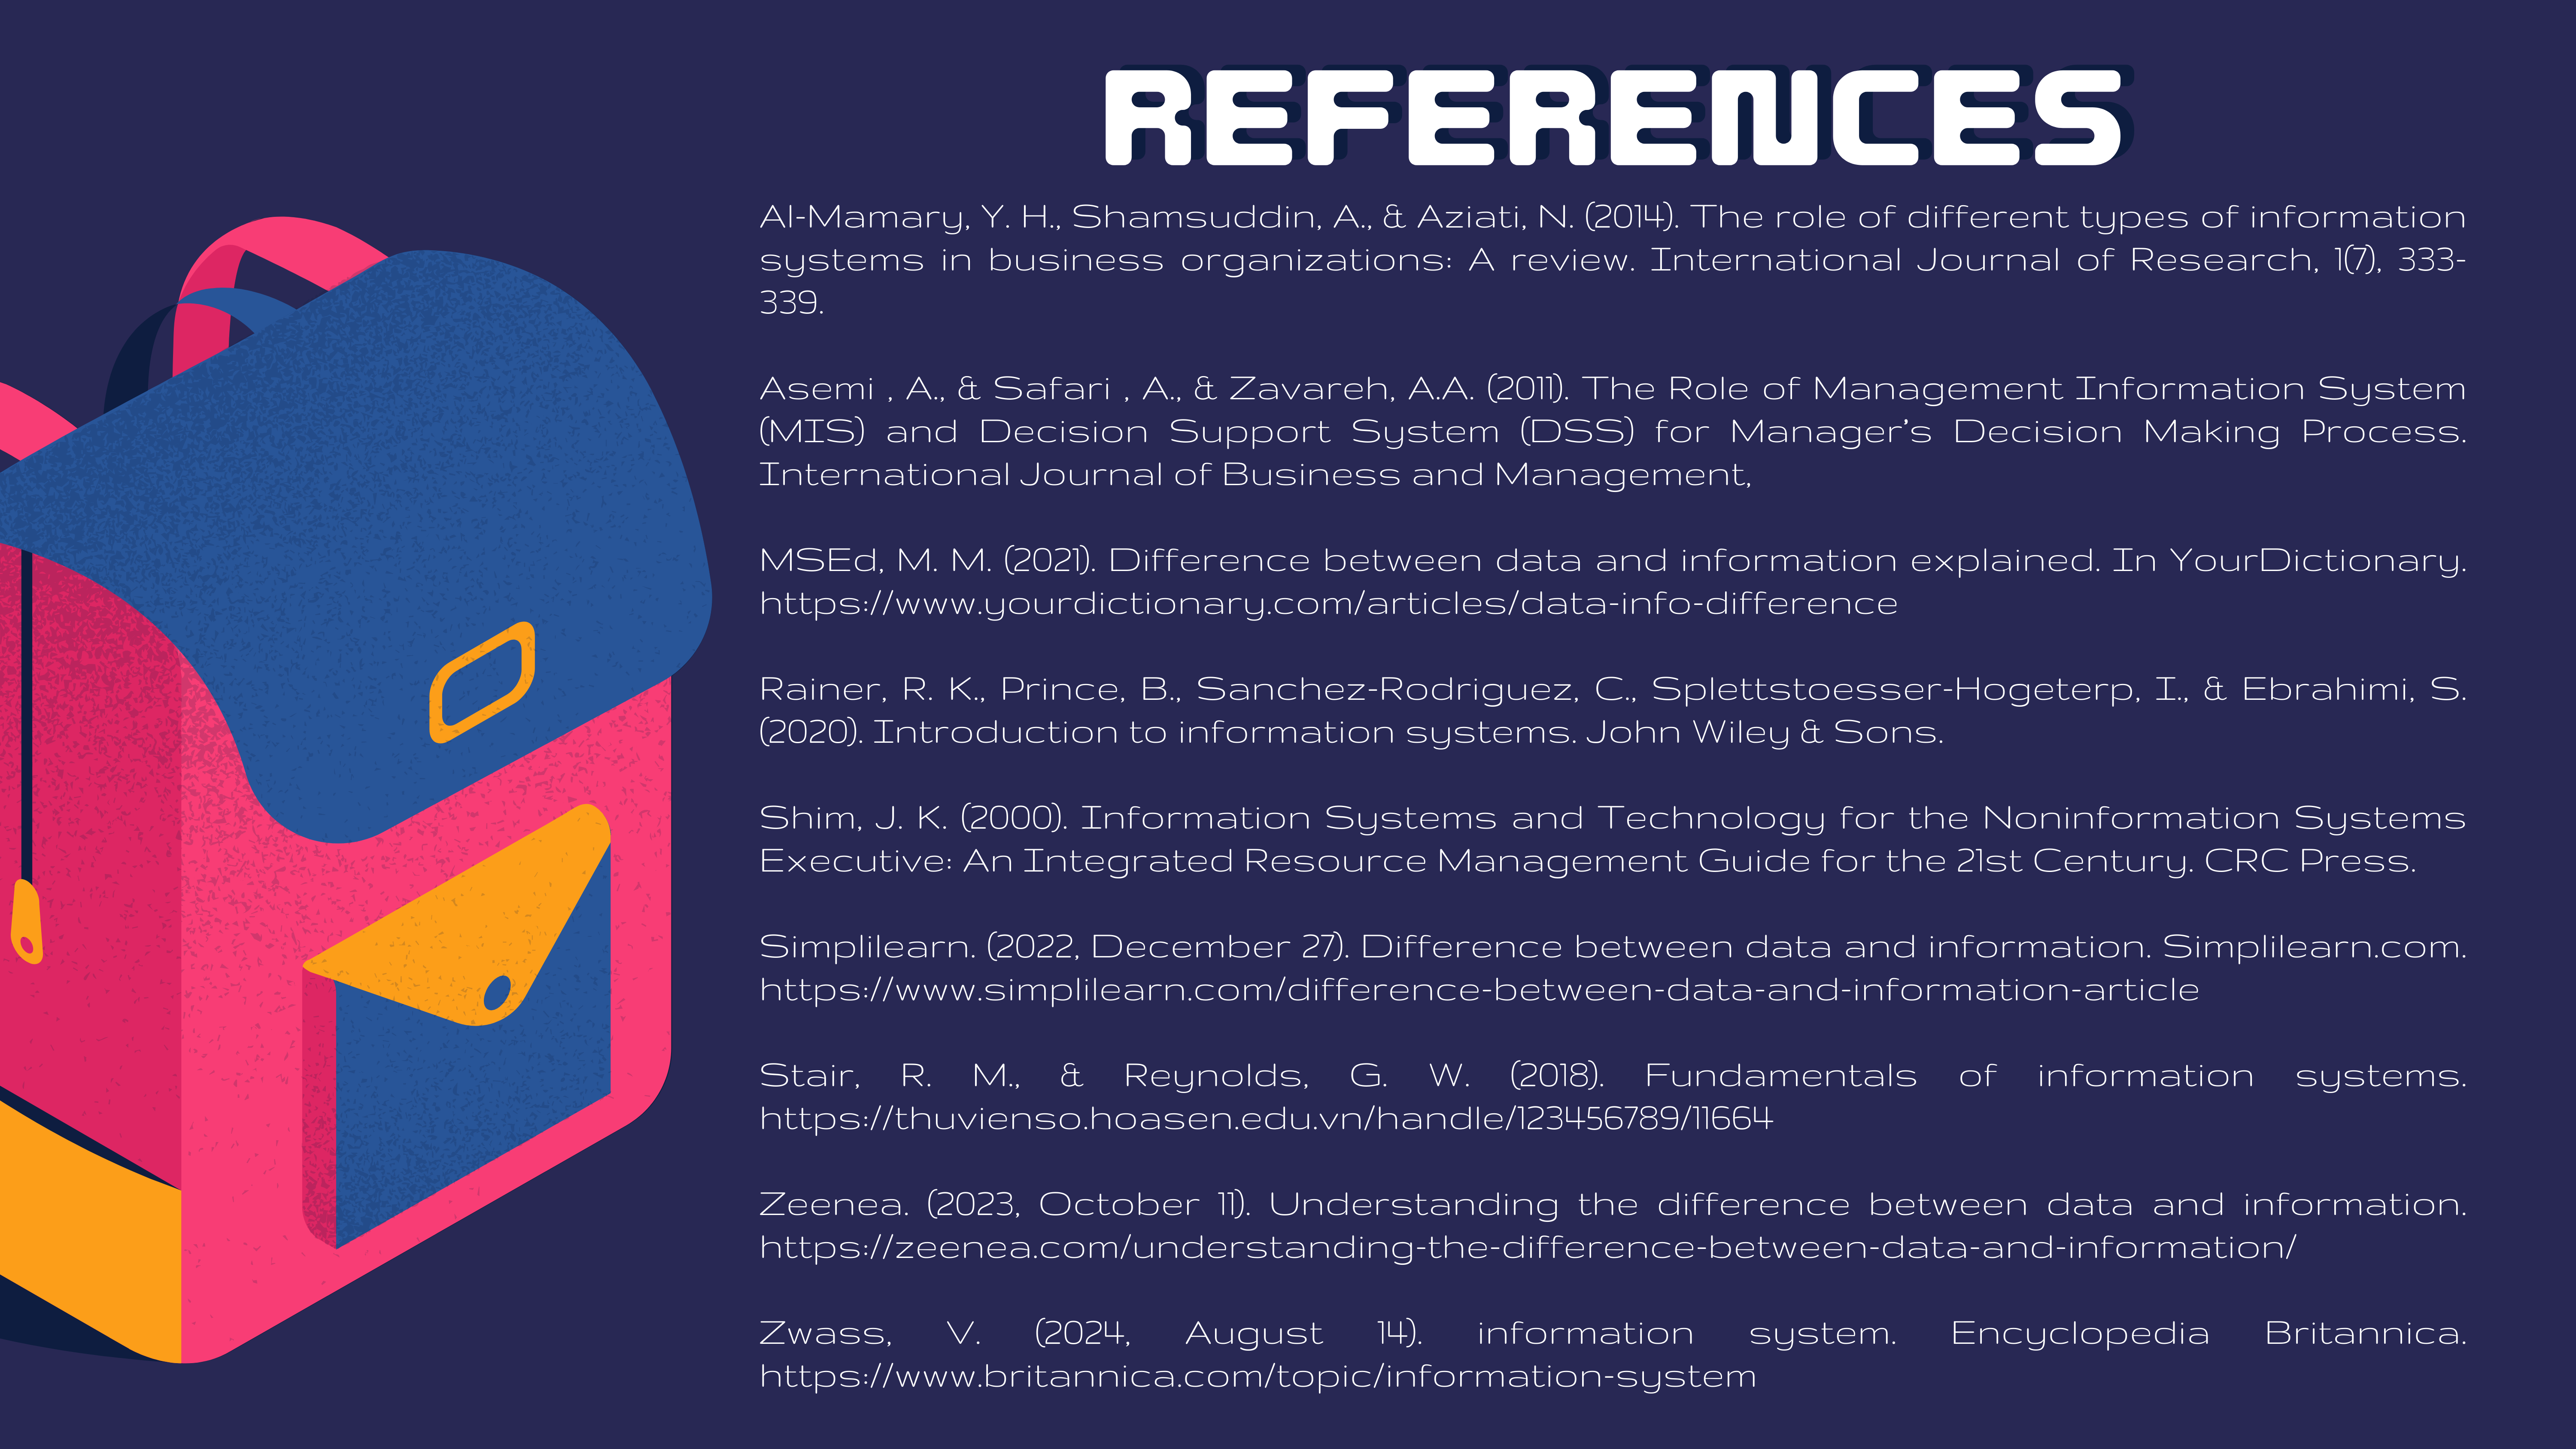 REFERENCES
Al-Mamary, Y. H., Shamsuddin, A., & Aziati, N. (2014). The role of different types of information
systems in business organizations: A review. International Journal of Research, 1(7), 333-
339.
Asemi , A., & Safari , A., & Zavareh, A.A. (2011). The Role of Management Information System
(MIS) and Decision Support System (DSS) for Manager’s Decision Making Process.
International Journal of Business and Management,
MSEd, M. M. (2021). Difference between data and information explained. In YourDictionary.
https://www.yourdictionary.com/articles/data-info-difference
Rainer, R. K., Prince, B., Sanchez-Rodriguez, C., Splettstoesser-Hogeterp, I., & Ebrahimi, S.
(2020). Introduction to information systems. John Wiley & Sons.
Shim, J. K. (2000). Information Systems and Technology for the Noninformation Systems
Executive: An Integrated Resource Management Guide for the 21st Century. CRC Press.
Simplilearn. (2022, December 27). Difference between data and information. Simplilearn.com.
https://www.simplilearn.com/difference-between-data-and-information-article
Stair, R. M., & Reynolds, G. W. (2018). Fundamentals of information systems.
https://thuvienso.hoasen.edu.vn/handle/123456789/11664
Zeenea. (2023, October 11). Understanding the difference between data and information.
https://zeenea.com/understanding-the-difference-between-data-and-information/
Zwass, V. (2024, August 14). information system. Encyclopedia Britannica.
https://www.britannica.com/topic/information-system